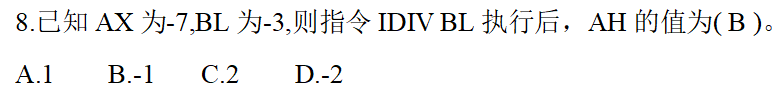 8.已知 AX 为-7,BL 为-3,则指令 IDIV BL 执行后，AH 的值为( B )。
A.1 B.-1 C.2 D.-2